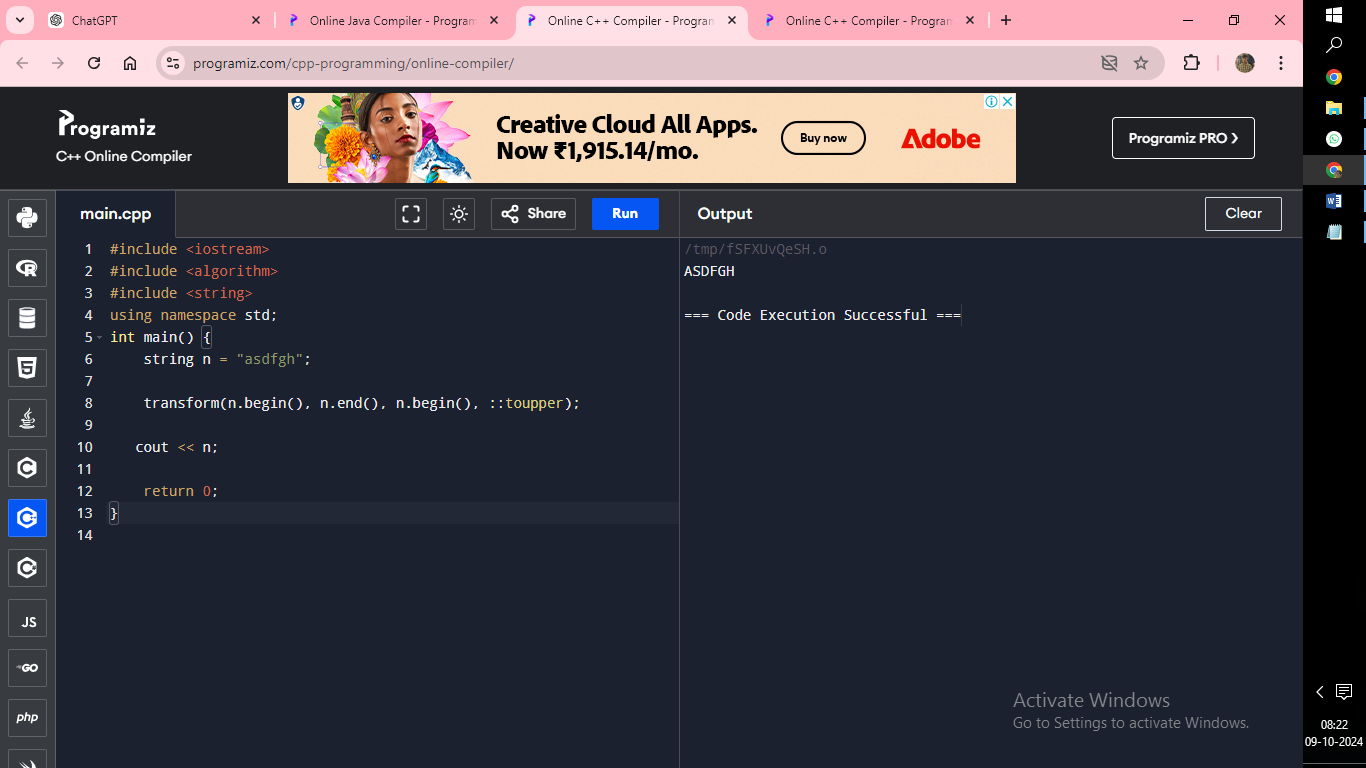 ChatGPT
Online Java Compiler - Program
Online C++ Compiler - Program
Online C++ Compiler - Program
programiz.com/cpp-programming/online-compiler/
Programiz
C++ Online Compiler
Creative Cloud All Apps.
Now ₹1,915.14/mo.
Buy now
Adobe
Programiz PRO ❯
main.cpp
Share
Run
Output
Clear
1 #include <iostream>
2 #include <algorithm>
3 #include <string>
4 using namespace std;
5 int main() {
6 string n = "asdfgh";
7
8 transform(n.begin(), n.end(), n.begin(), ::toupper);
9
10 cout << n;
11
12 return 0;
13 }
14
/tmp/fSFXUvQeSH.o
ASDFGH
=== Code Execution Successful ===
JS
GO
php
Activate Windows
Go to Settings to activate Windows.
08:22
09-10-2024